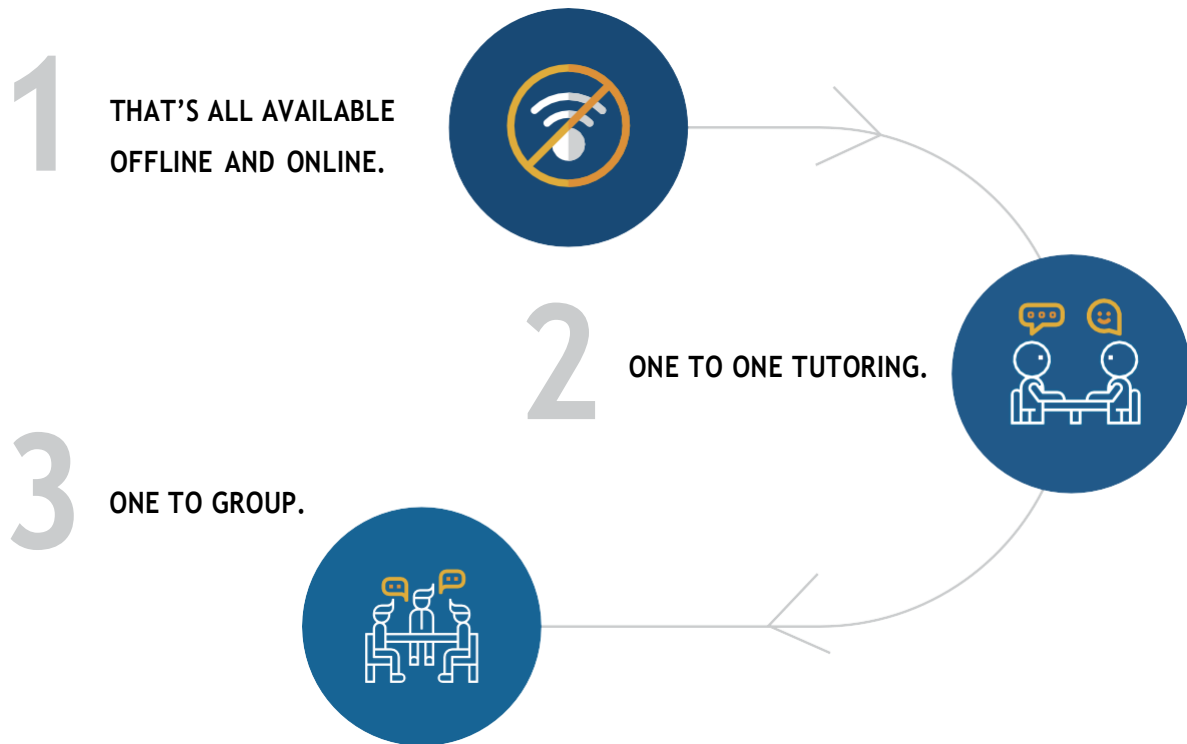 1
THAT’S ALL AVAILABLE
OFFLINE AND ONLINE.
2
ONE TO ONE TUTORING.
3
ONE TO GROUP.